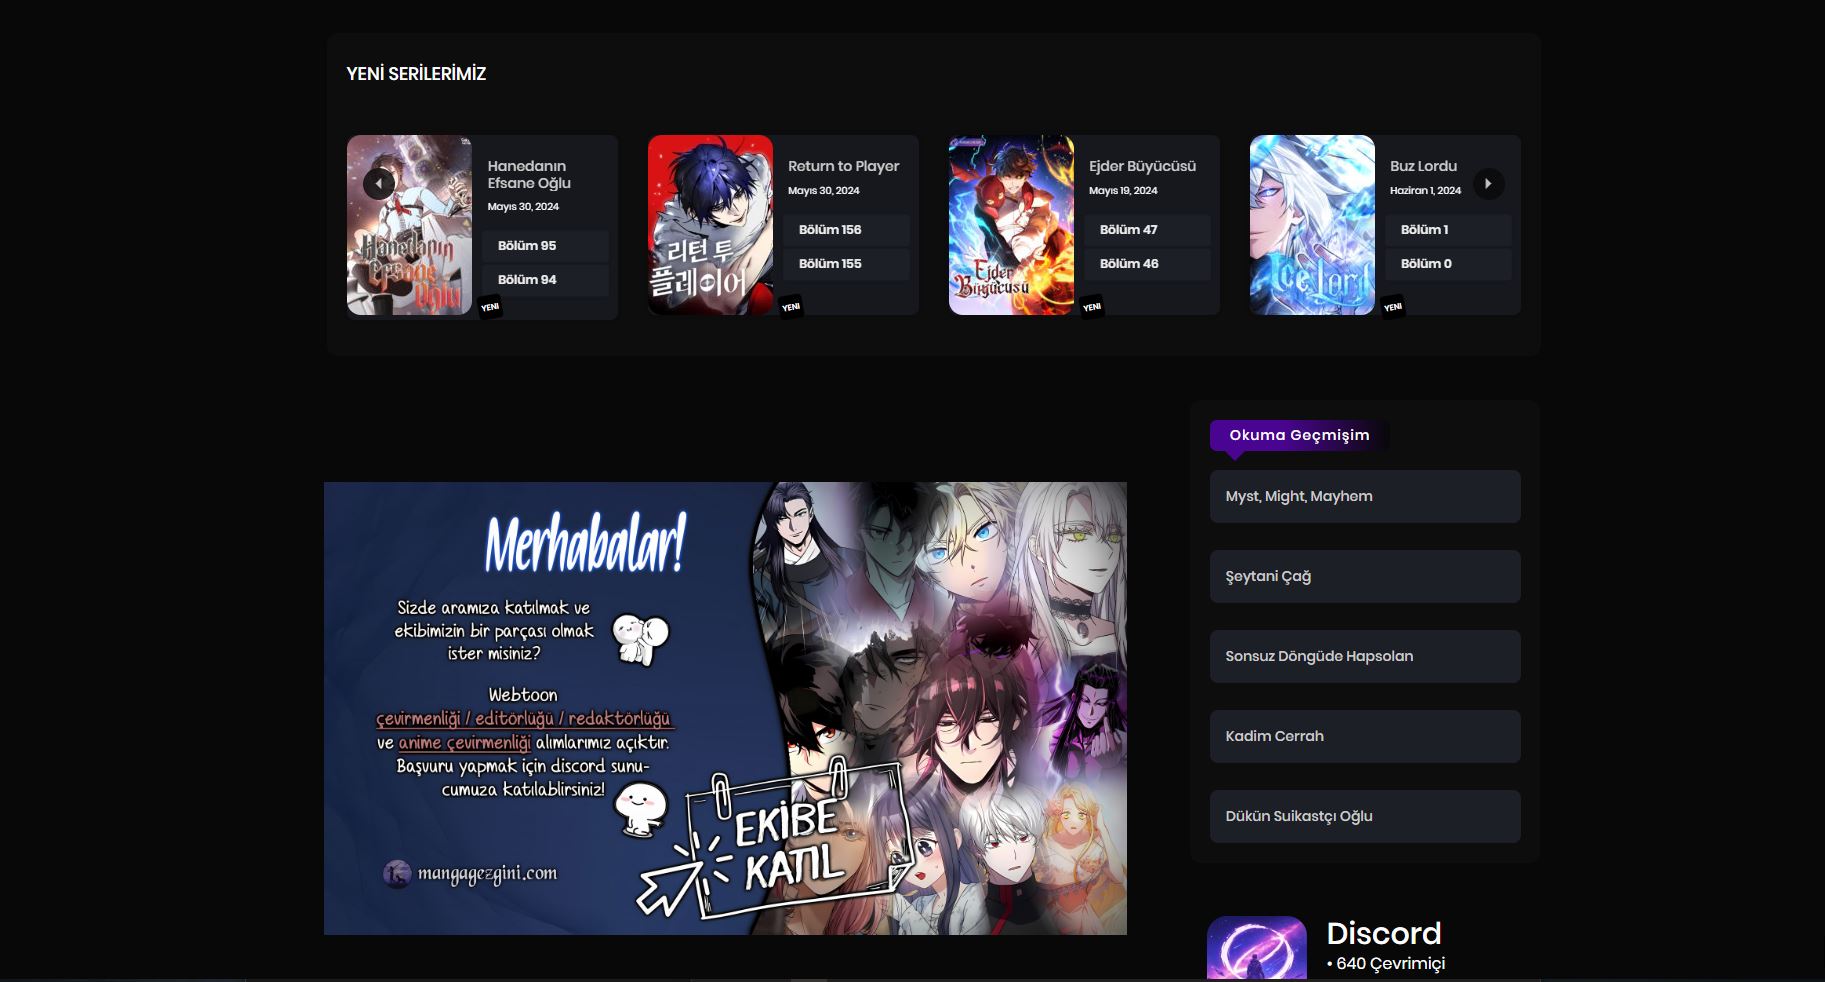 YENİ SERİLERİMİZ
Hanedanın
Efsane Oğlu
Mayıs 30, 2024
Bölüm 95
Bölüm 94
YENI
Hanedanın
Efsane
Oğlu
Return to Player
Mayıs 30, 2024
Bölüm 156
Bölüm 155
YENI
리턴 투
플레이어
Ejder Büyücüsü
Mayıs 19, 2024
Bölüm 47
Bölüm 46
YENI
Ejder
Büyücüsü
Buz Lordu
Haziran 1, 2024
Bölüm 1
Bölüm 0
YENI
Ice Lord
Merhabalar!
Sizde aramıza katılmak ve
ekibimizin bir parçası olmak
ister misiniz?
Webtoon
çevirmenliği / editörlüğü / redaktörlüğü
ve anime çevirmenliği alımlarımız açıktır.
Başvuru yapmak için discord sunu-
cumuza katılablirsiniz!
EKİBE
KATIL
mangagezgini.com
Okuma Geçmişim
Myst, Might, Mayhem
Şeytani Çağ
Sonsuz Döngüde Hapsolan
Kadim Cerrah
Dükün Suikastçı Oğlu
Discord
• 640 Çevrimiçi